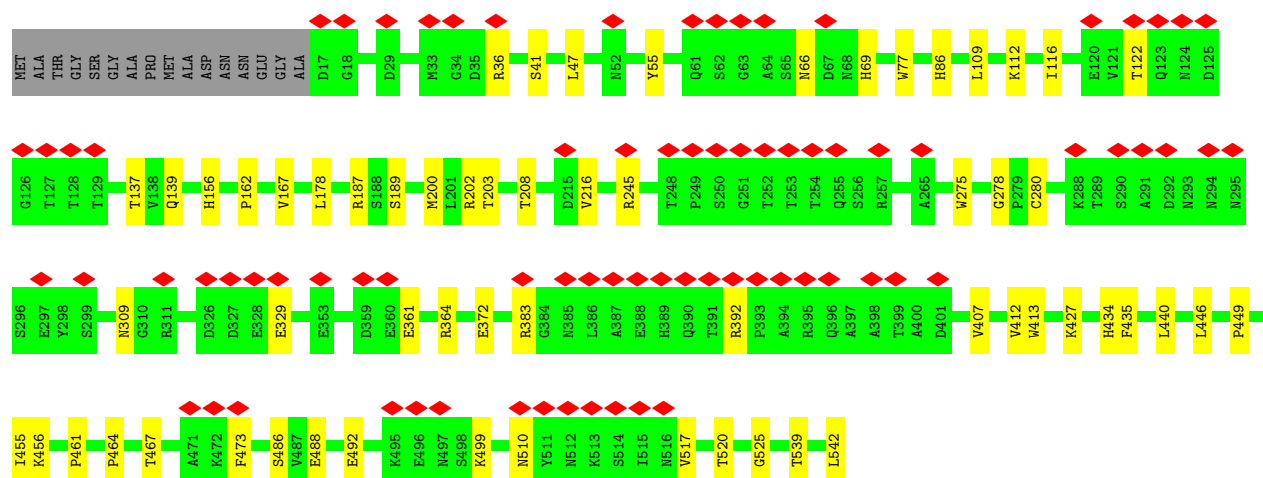 MET ALA THR GLY SER GLY ALA PRO MET ALA ASP ASN ASN GLU GLY ALA D17 G18 D29 M33 G34 D35 R36 S41 L47 N52 Y55 Q61 S62 G63 A64 S65 N66 D67 N68 H69 W77 H86 L109 K112 I116 E120 V121 T122 Q123 N124 D125
G126 T127 T128 T129 T137 V138 Q139 H156 P162 V167 L178 R187 S188 S189 M200 L201 R202 T203 T208 D215 V216 R245 T248 P249 S250 G251 T252 T253 T254 Q255 S256 R257 A265 W275 G278 P279 C280 K288 T289 S290 A291 D292 N293 N294 N295
S296 E297 Y298 S299 N309 G310 R311 D326 D327 E328 E329 E353 D359 E360 E361 R364 E372 R383 G384 N385 L386 A387 E388 H389 Q390 T391 R392 P393 A394 R395 Q396 A397 A398 T399 A400 D401 V407 V412 W413 K427 H434 F435 L440 L446 P449
I455 K456 P461 P464 T467 A471 K472 F473 S486 V487 E488 E492 K495 E496 N497 S498 K499 N510 Y511 N512 K513 S514 I515 N516 V517 T520 G525 T539 L542